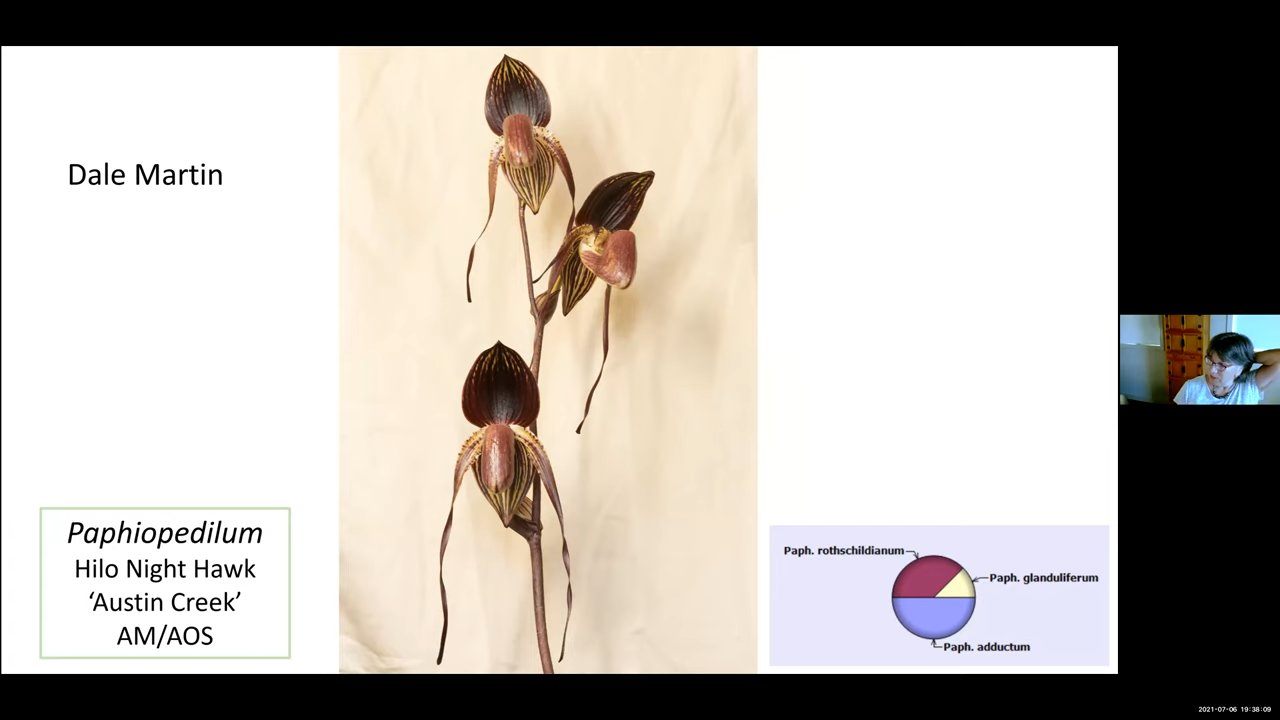 Dale Martin
Paphiopedilum
Hilo Night Hawk
‘Austin Creek’
AM/AOS
Paph. rothschildianum
Paph. glanduliferum
Paph. adductum
2021-07-06 19:38:09